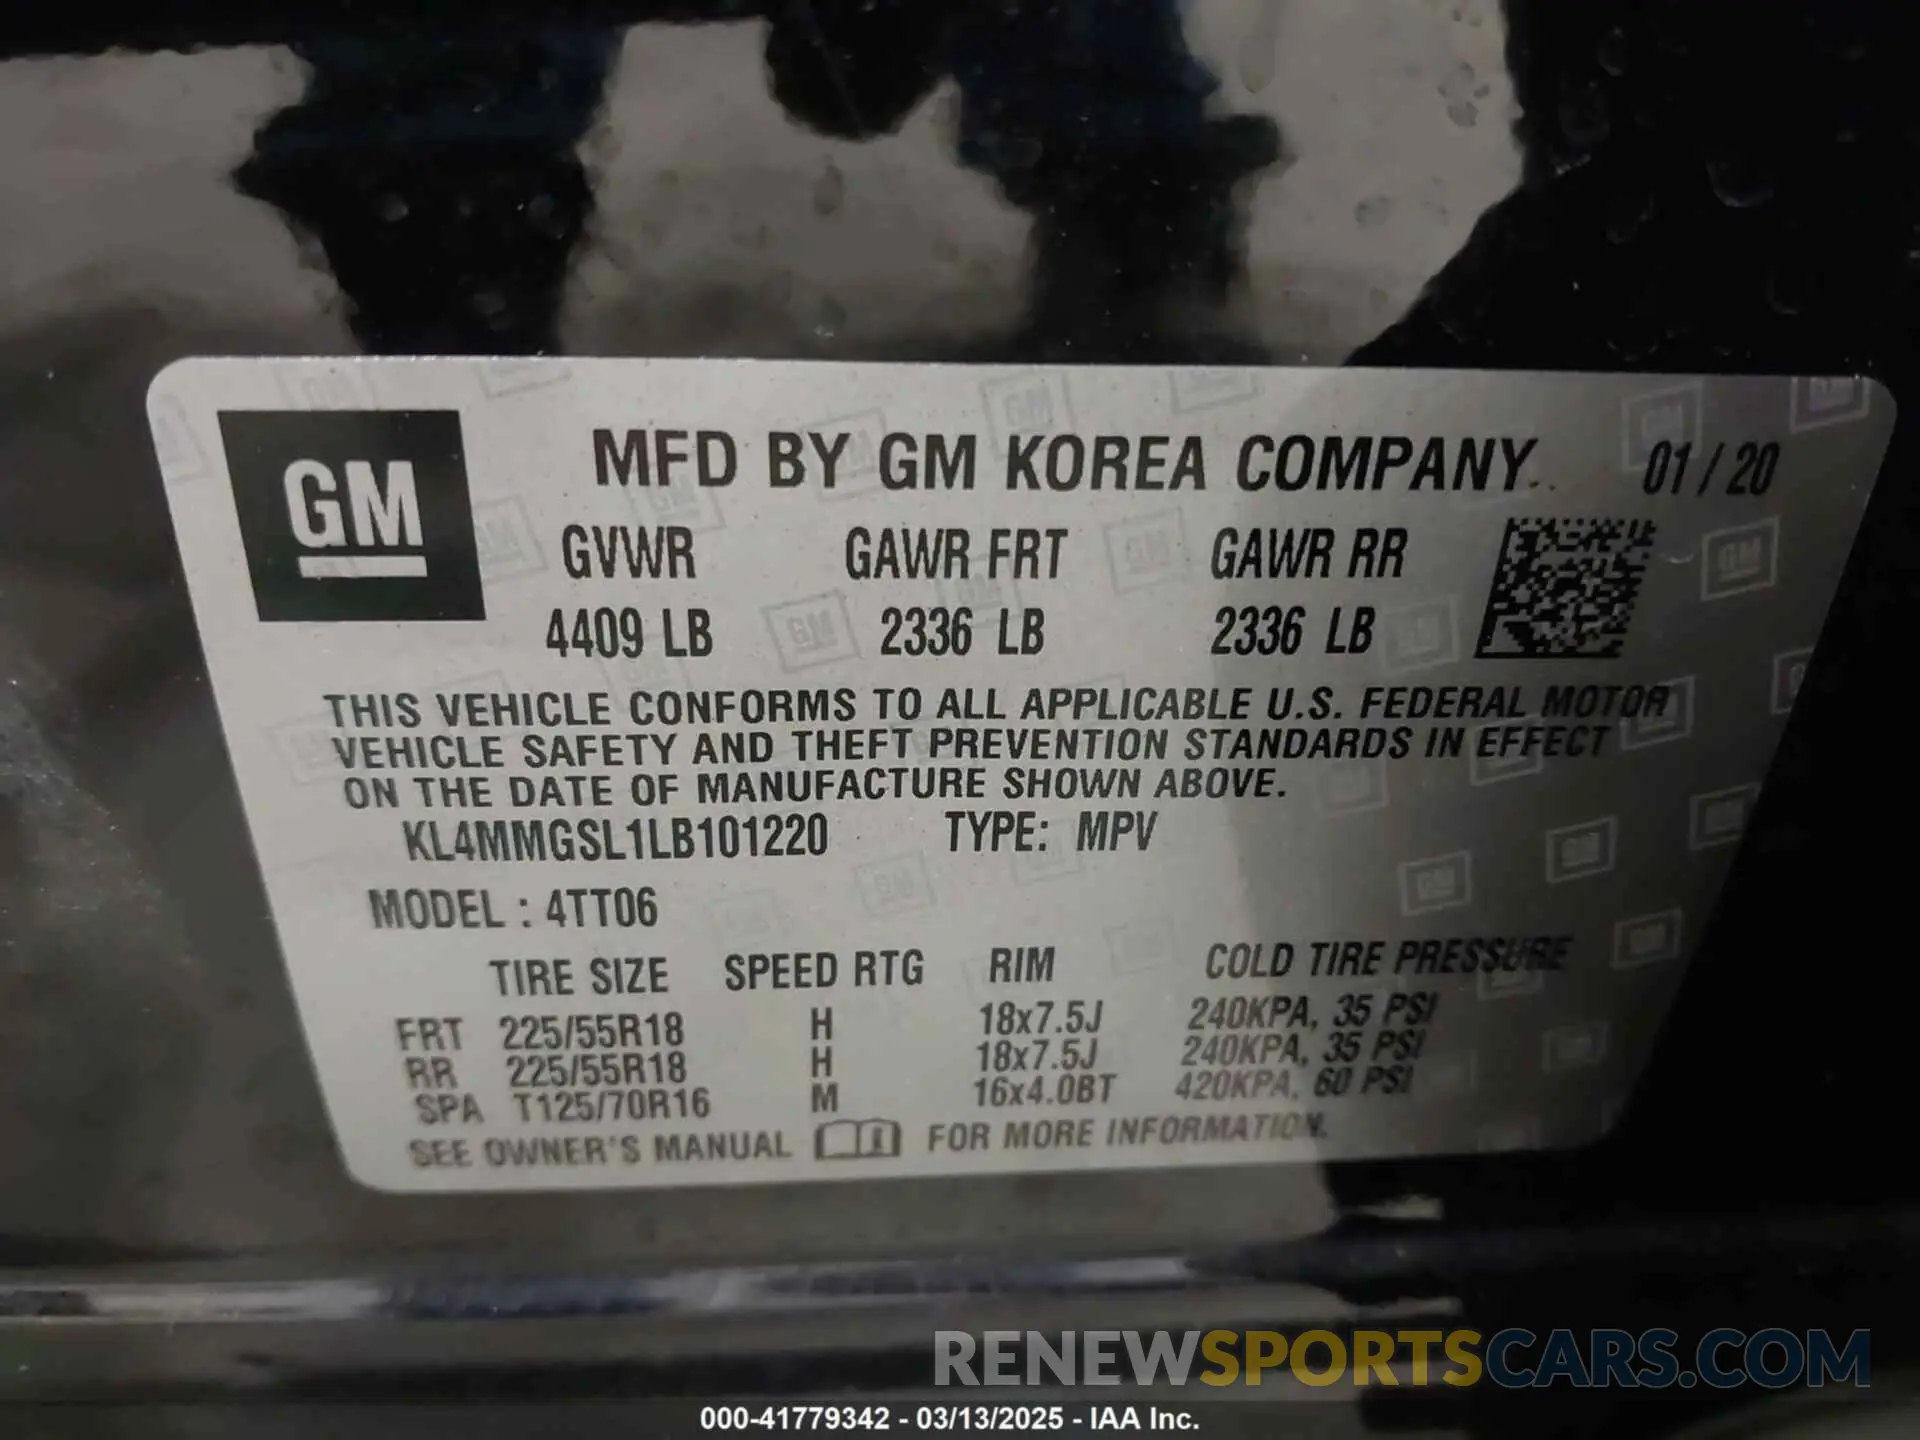 GM
MFD BY GM KOREA COMPANY. 01/20
GVWR GAWR FRT GAWR RR
4409 LB 2336 LB 2336 LB
THIS VEHICLE CONFORMS TO ALL APPLICABLE U.S. FEDERAL MOTOR
VEHICLE SAFETY AND THEFT PREVENTION STANDARDS IN EFFECT
ON THE DATE OF MANUFACTURE SHOWN ABOVE.
KL4MMGSL1LB101220 TYPE: MPV
MODEL : 4TT06
TIRE SIZE SPEED RTG RIM COLD TIRE PRESSURE
FRT 225/55R18 H 18x7.5J 240KPA, 35 PSI
RR 225/55R18 H 18x7.5J 240KPA, 35 PSI
SPA T125/70R16 M 16x4.0BT 420KPA, 60 PSI
SEE OWNER'S MANUAL FOR MORE INFORMATION.
RENEWSPORTSCARS.COM
000-41779342 - 03/13/2025 - IAA Inc.